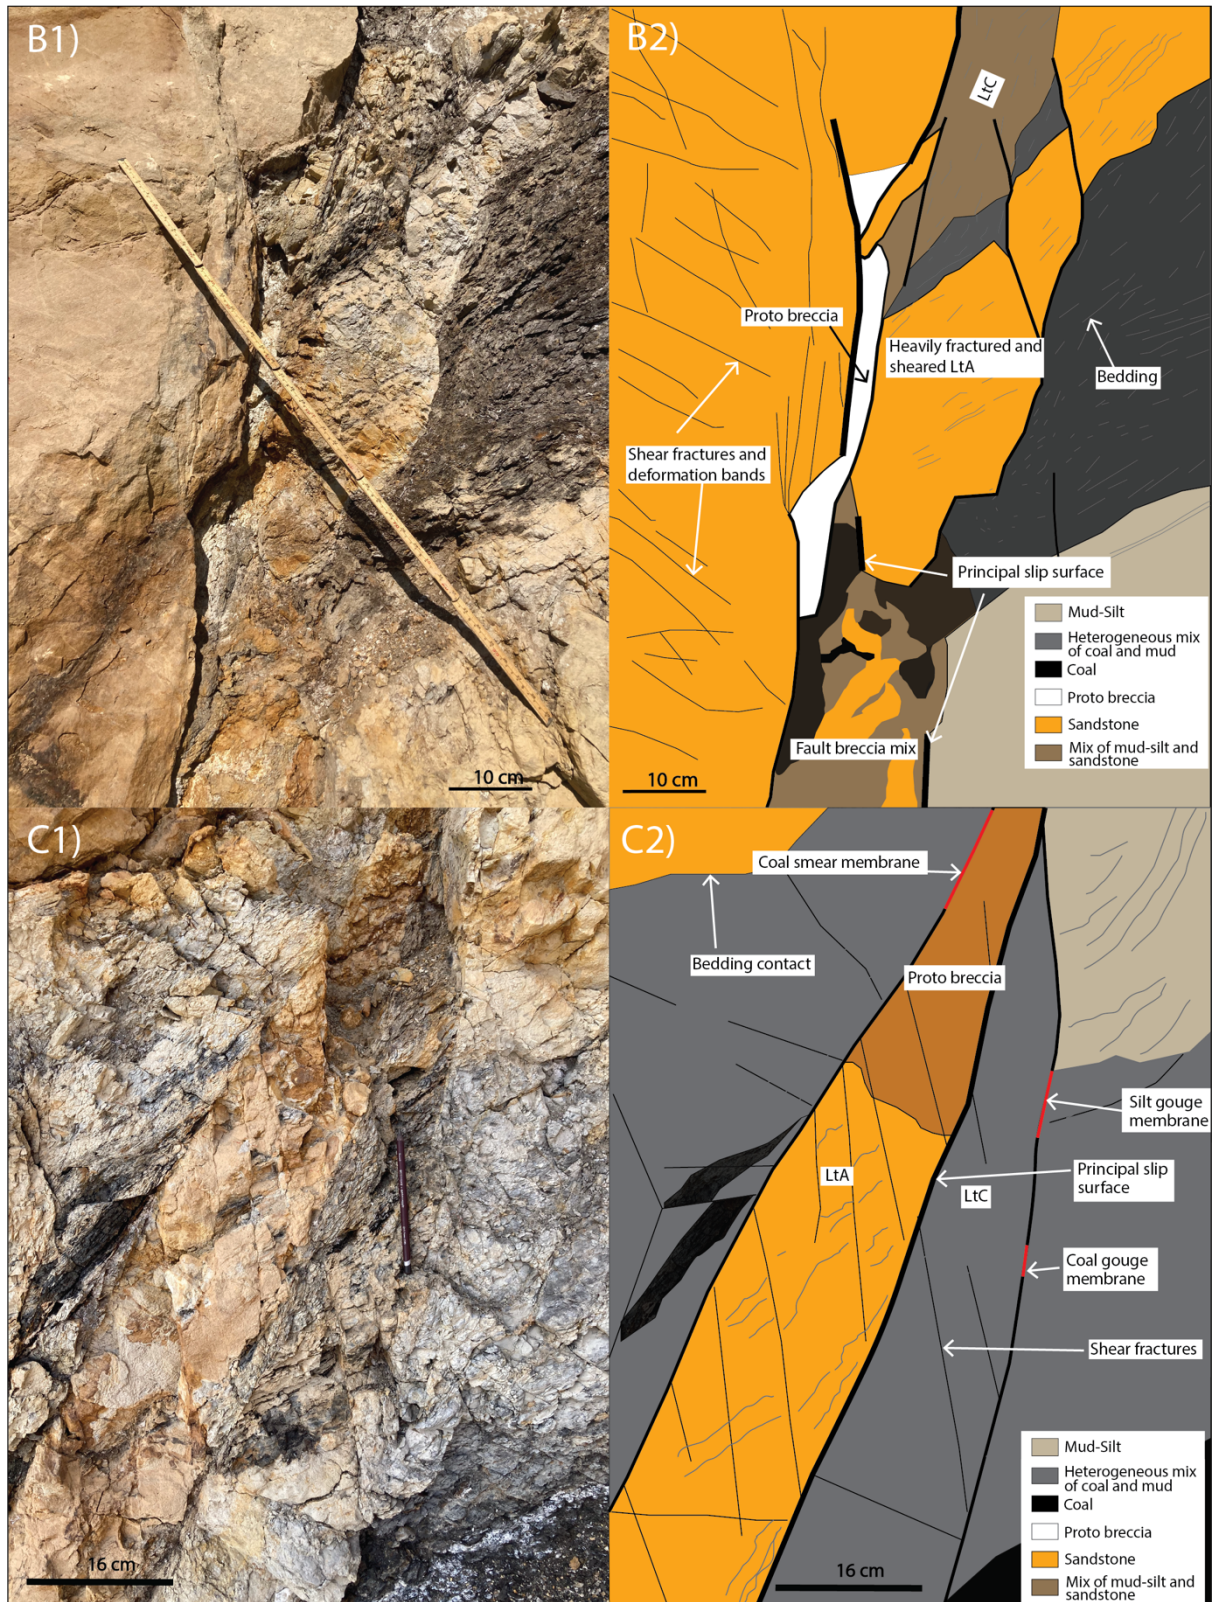 B1)
10 cm
B2)
LtC
Proto breccia
Heavily fractured and
sheared LtA
Bedding
Shear fractures and
deformation bands
Principal slip surface
Mud-Silt
Heterogeneous mix
of coal and mud
Coal
Proto breccia
Sandstone
Mix of mud-silt and
sandstone
Fault breccia mix
10 cm
C1)
16 cm
C2)
Coal smear membrane
Bedding contact
Proto breccia
Silt gouge
membrane
LtA
Principal slip
surface
LtC
Coal gouge
membrane
Shear fractures
Mud-Silt
Heterogeneous mix
of coal and mud
Coal
Proto breccia
Sandstone
Mix of mud-silt and
sandstone
16 cm